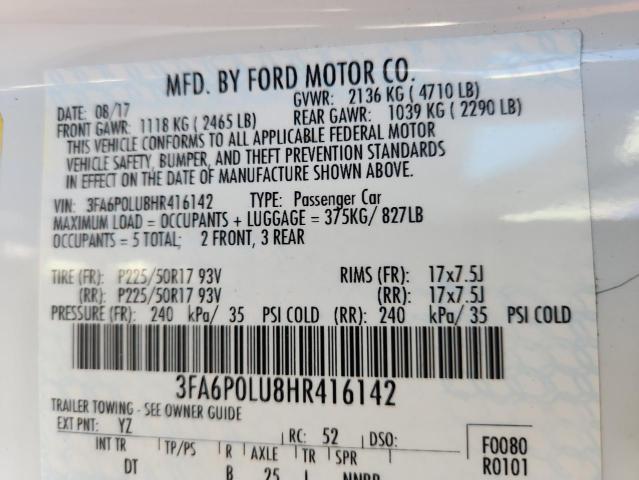 MFD. BY FORD MOTOR CO.
DATE: 08/17 GVWR: 2136 KG ( 4710 LB)
FRONT GAWR: 1118 KG ( 2465 LB) REAR GAWR: 1039 KG ( 2290 LB)
THIS VEHICLE CONFORMS TO ALL APPLICABLE FEDERAL MOTOR
VEHICLE SAFETY, BUMPER, AND THEFT PREVENTION STANDARDS
IN EFFECT ON THE DATE OF MANUFACTURE SHOWN ABOVE.
VIN: 3FA6P0LU8HR416142 TYPE: Passenger Car
MAXIMUM LOAD = OCCUPANTS + LUGGAGE = 375KG/ 827LB
OCCUPANTS = 5 TOTAL; 2 FRONT, 3 REAR
TIRE (FR): P225/50R17 93V RIMS (FR): 17x7.5J
(RR): P225/50R17 93V (RR): 17x7.5J
PRESSURE (FR): 240 kPa/ 35 PSI COLD (RR): 240 kPa/ 35 PSI COLD
3FA6P0LU8HR416142
TRAILER TOWING - SEE OWNER GUIDE
EXT PNT: YZ RC: 52 DSO: F0080
INT TR TP/PS R AXLE TR SPR R0101
DT B 25